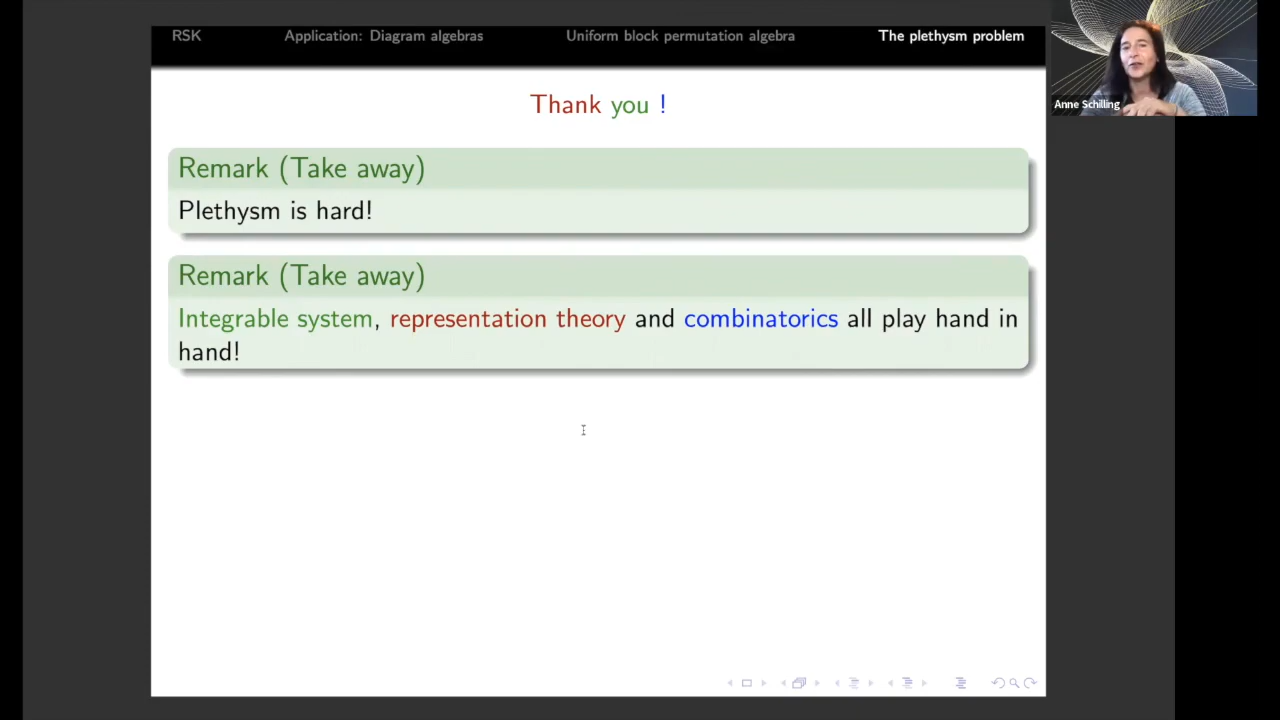 RSK Application: Diagram algebras Uniform block permutation algebra The plethysm problem
Anne Schilling
Thank you !
Remark (Take away)
Plethysm is hard!
Remark (Take away)
Integrable system, representation theory and combinatorics all play hand in
hand!